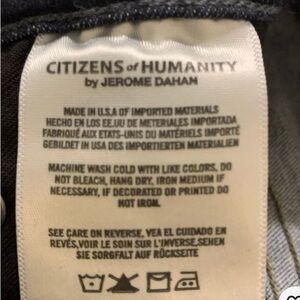 CITIZENS of HUMANITY
by JEROME DAHAN
MADE IN U.S.A OF IMPORTED MATERIALS
HECHO EN LOS EE.UU DE METERIALES IMPORTADA
FABRIQUÉ AUX ETATS-UNIS DU MATÉRIELS IMPORTÉ
GEBILDET IN USA DES IMPORTIERTEN MATERIALIEN
MACHINE WASH COLD WITH LIKE COLORS, DO
NOT BLEACH, HANG DRY, IRON MEDIUM IF
NECESSARY, IF DECORATED OR PRINTED DO
NOT IRON.
SEE CARE ON REVERSE, VEA EL CUIDADO EN
REVÉS,VOIR LE SOIN SUR L'INVERSE,SEHEN
SIE SORGFALT AUF RÜCKSEITE